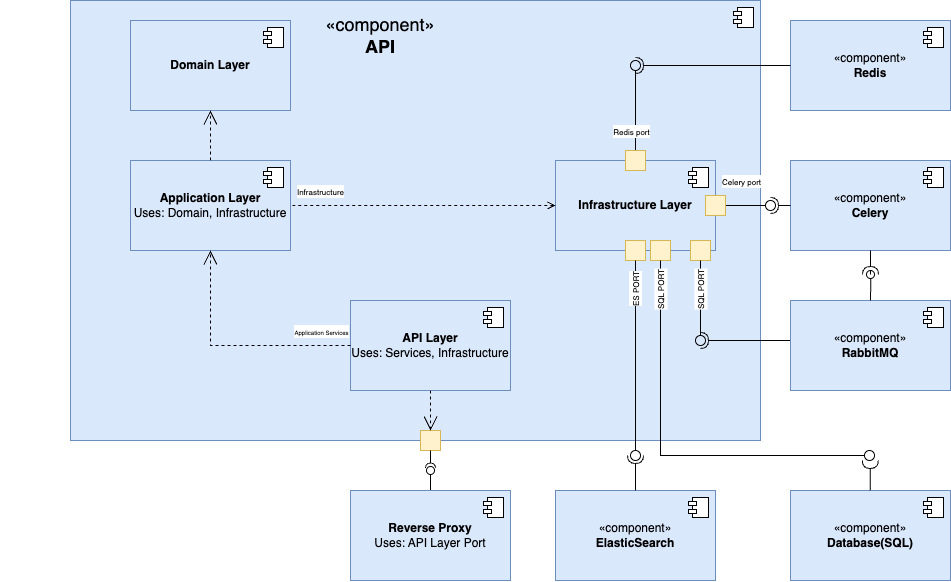 «component»
API
Domain Layer
«component»
Redis
Redis port
Application Layer
Uses: Domain, Infrastructure
Infrastructure
Infrastructure Layer
Celery port
«component»
Celery
ES PORT
SQL PORT
SQL PORT
Application Services
API Layer
Uses: Services, Infrastructure
«component»
RabbitMQ
Reverse Proxy
Uses: API Layer Port
«component»
ElasticSearch
«component»
Database(SQL)